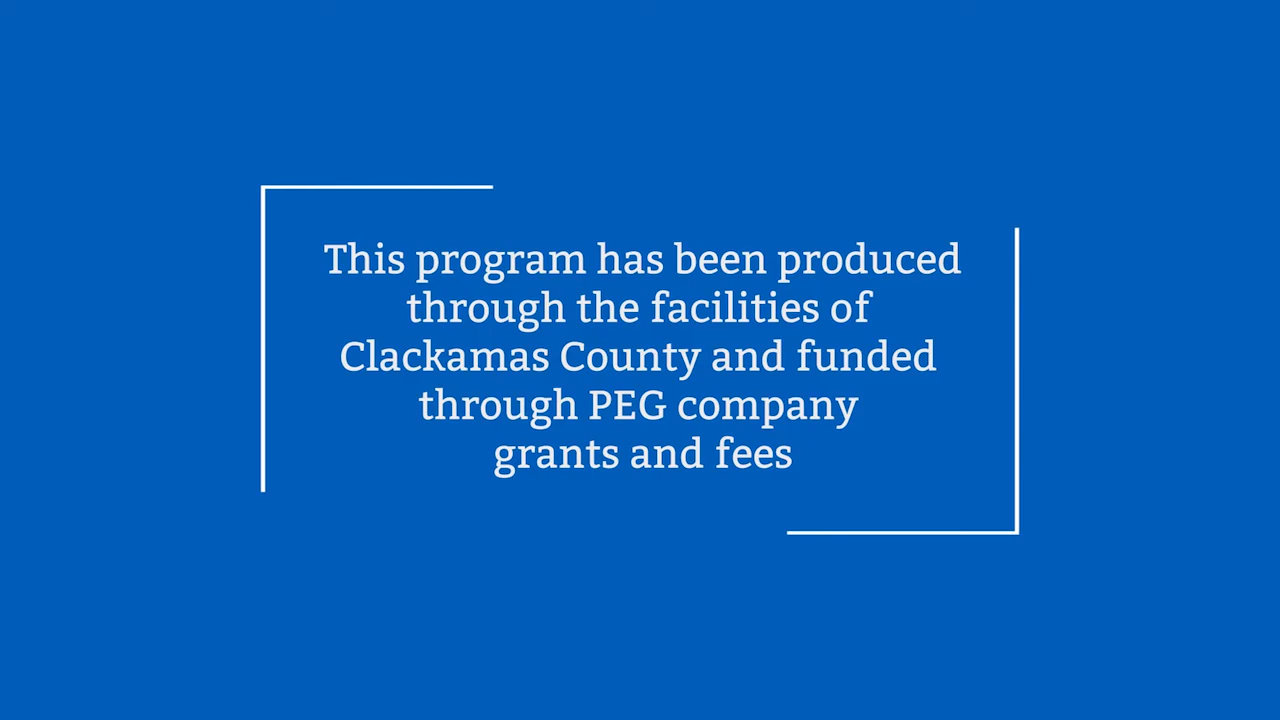 This program has been produced
through the facilities of
Clackamas County and funded
through PEG company
grants and fees